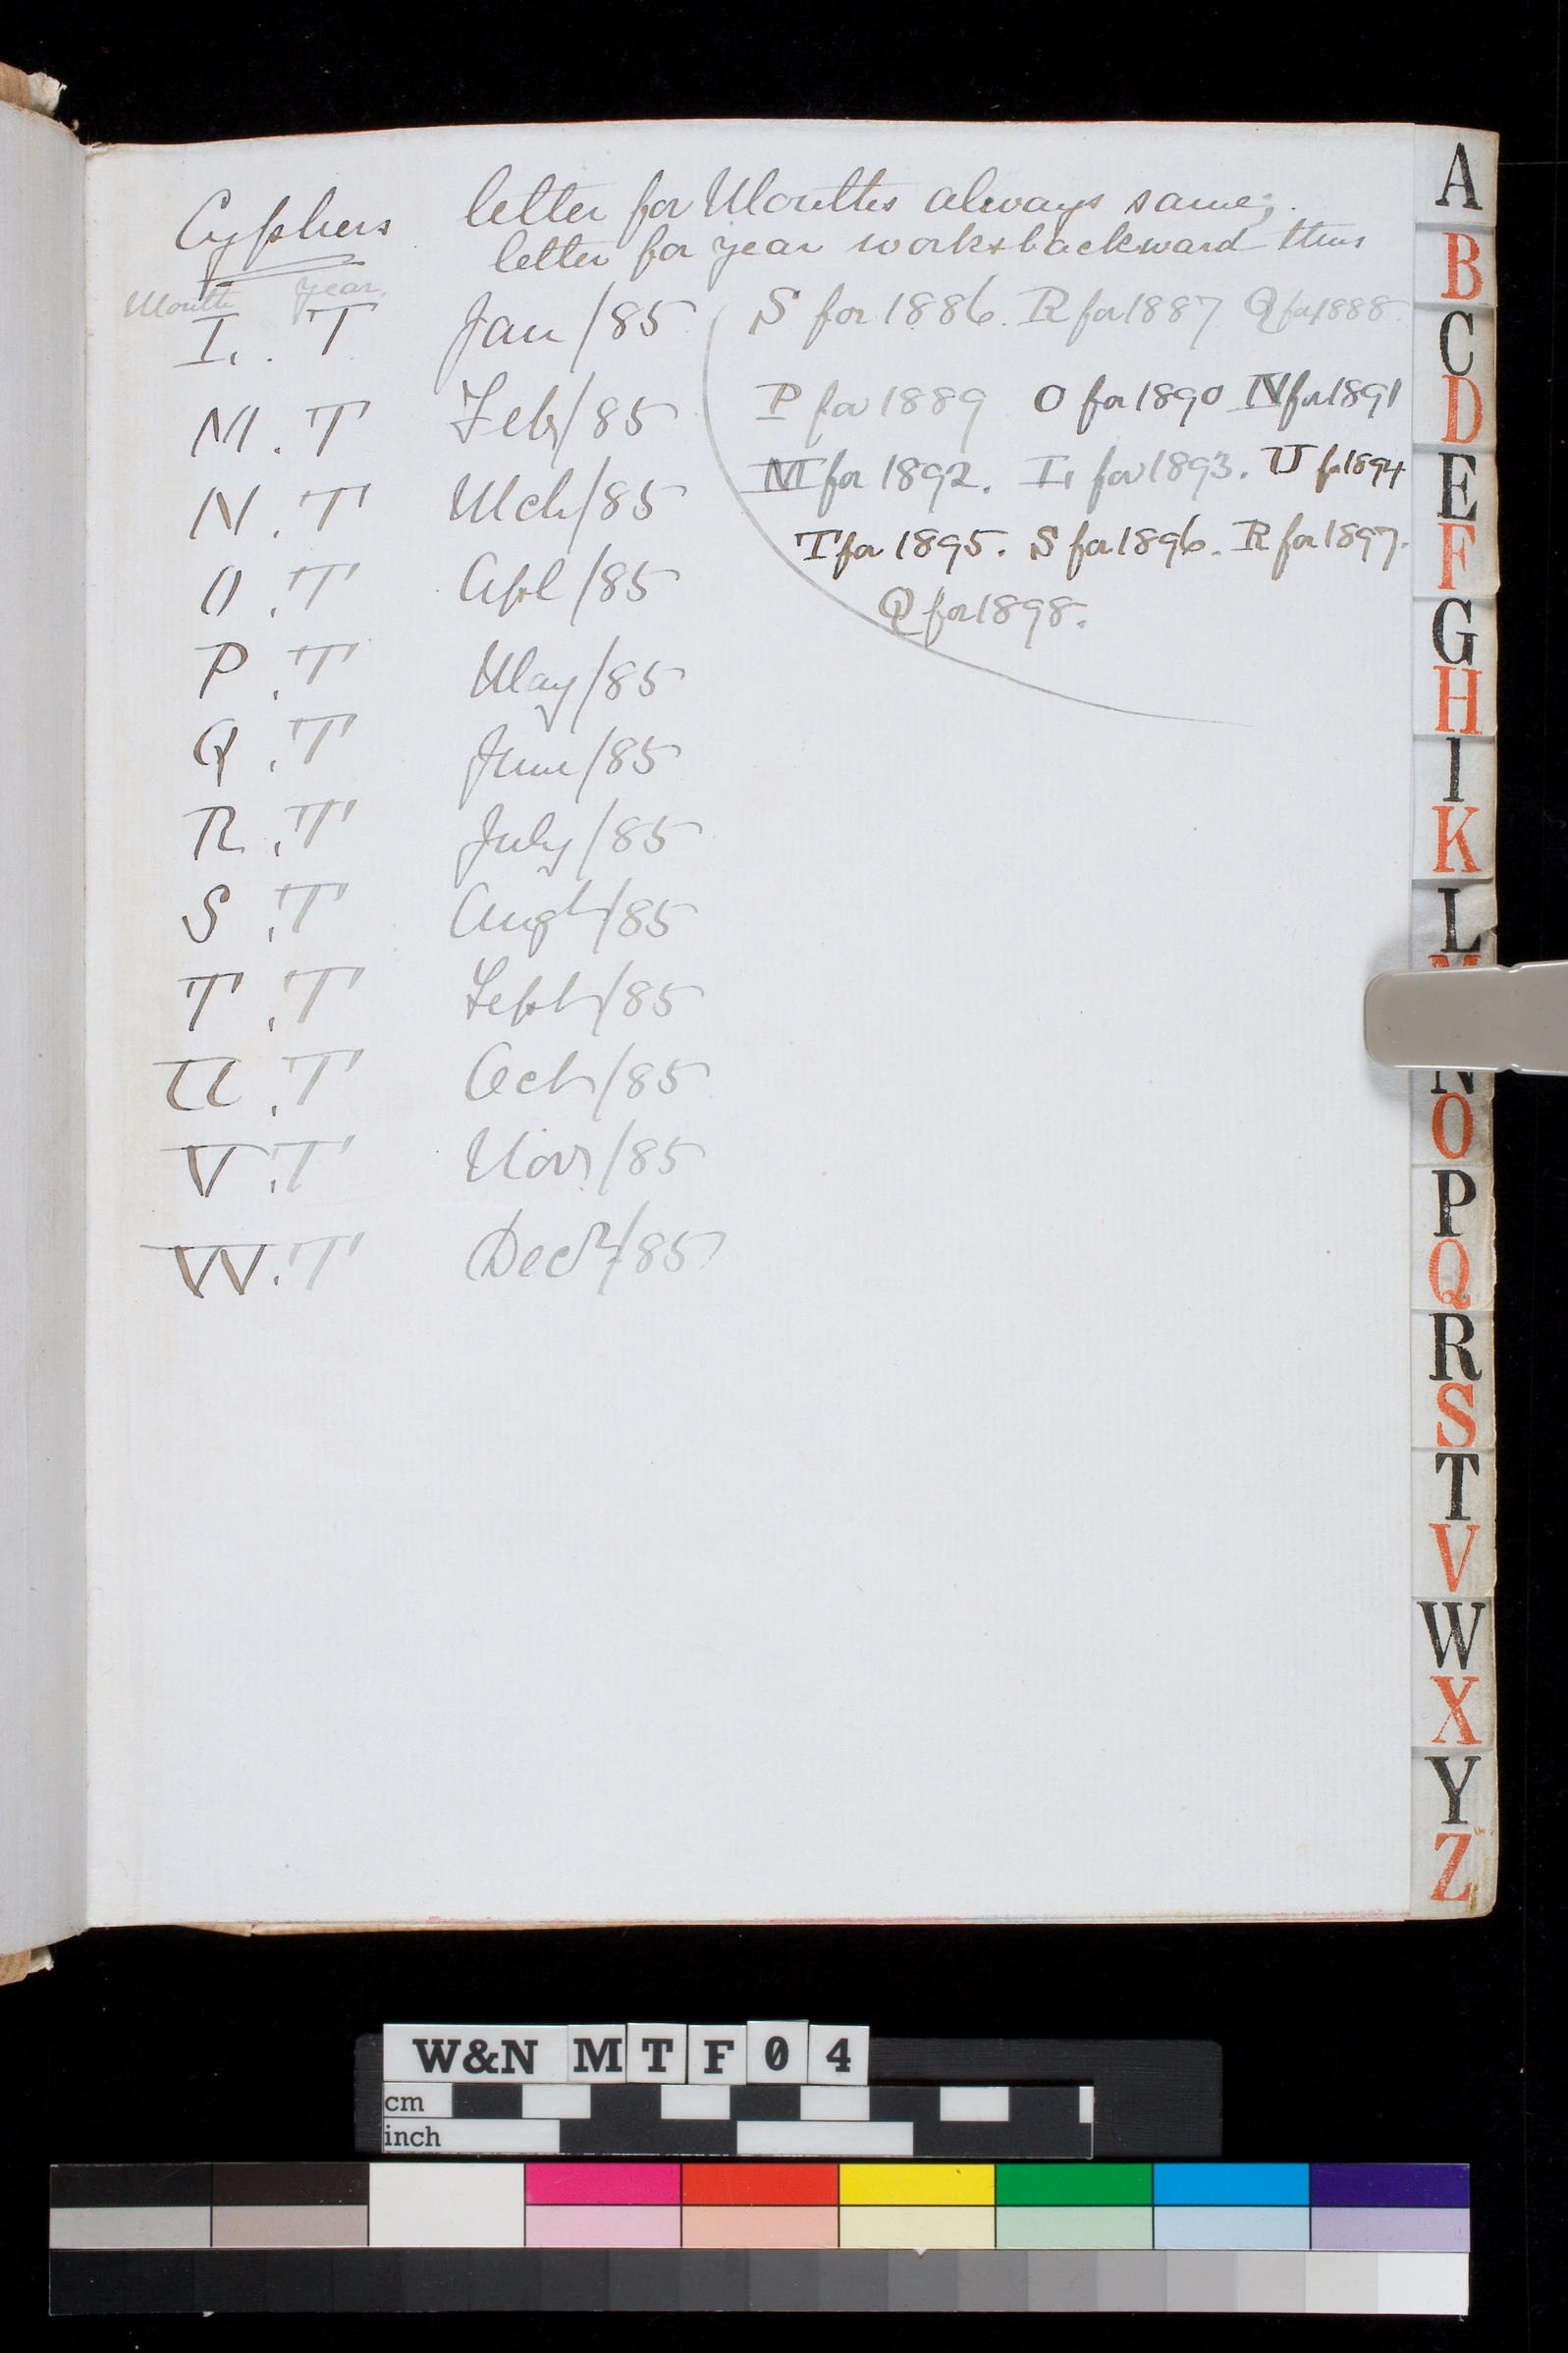 Cyphers letter for Months always same;.
letter for year works backward thus
Month year.
L. T Jan/85 S for 1886. R for 1887 Q for 1888.
M. T Feb/85 P for 1889 O for 1890 N for 1891
N. T Mch/85 M for 1892. L for 1893. U for 1894
O. T Apl/85 T for 1895. S for 1896. R for 1897.
Q for 1898.
P. T May/85
Q. T June/85
R. T July/85
S. T Augt/85
T. T Sept/85
U. T Oct/85
V. T Novr/85
W. T Decr/85
A
B
C
D
E
F
G
H
I
K
L
N
O
P
Q
R
S
T
V
W
X
Y
Z
W&N MTF04
cm
inch